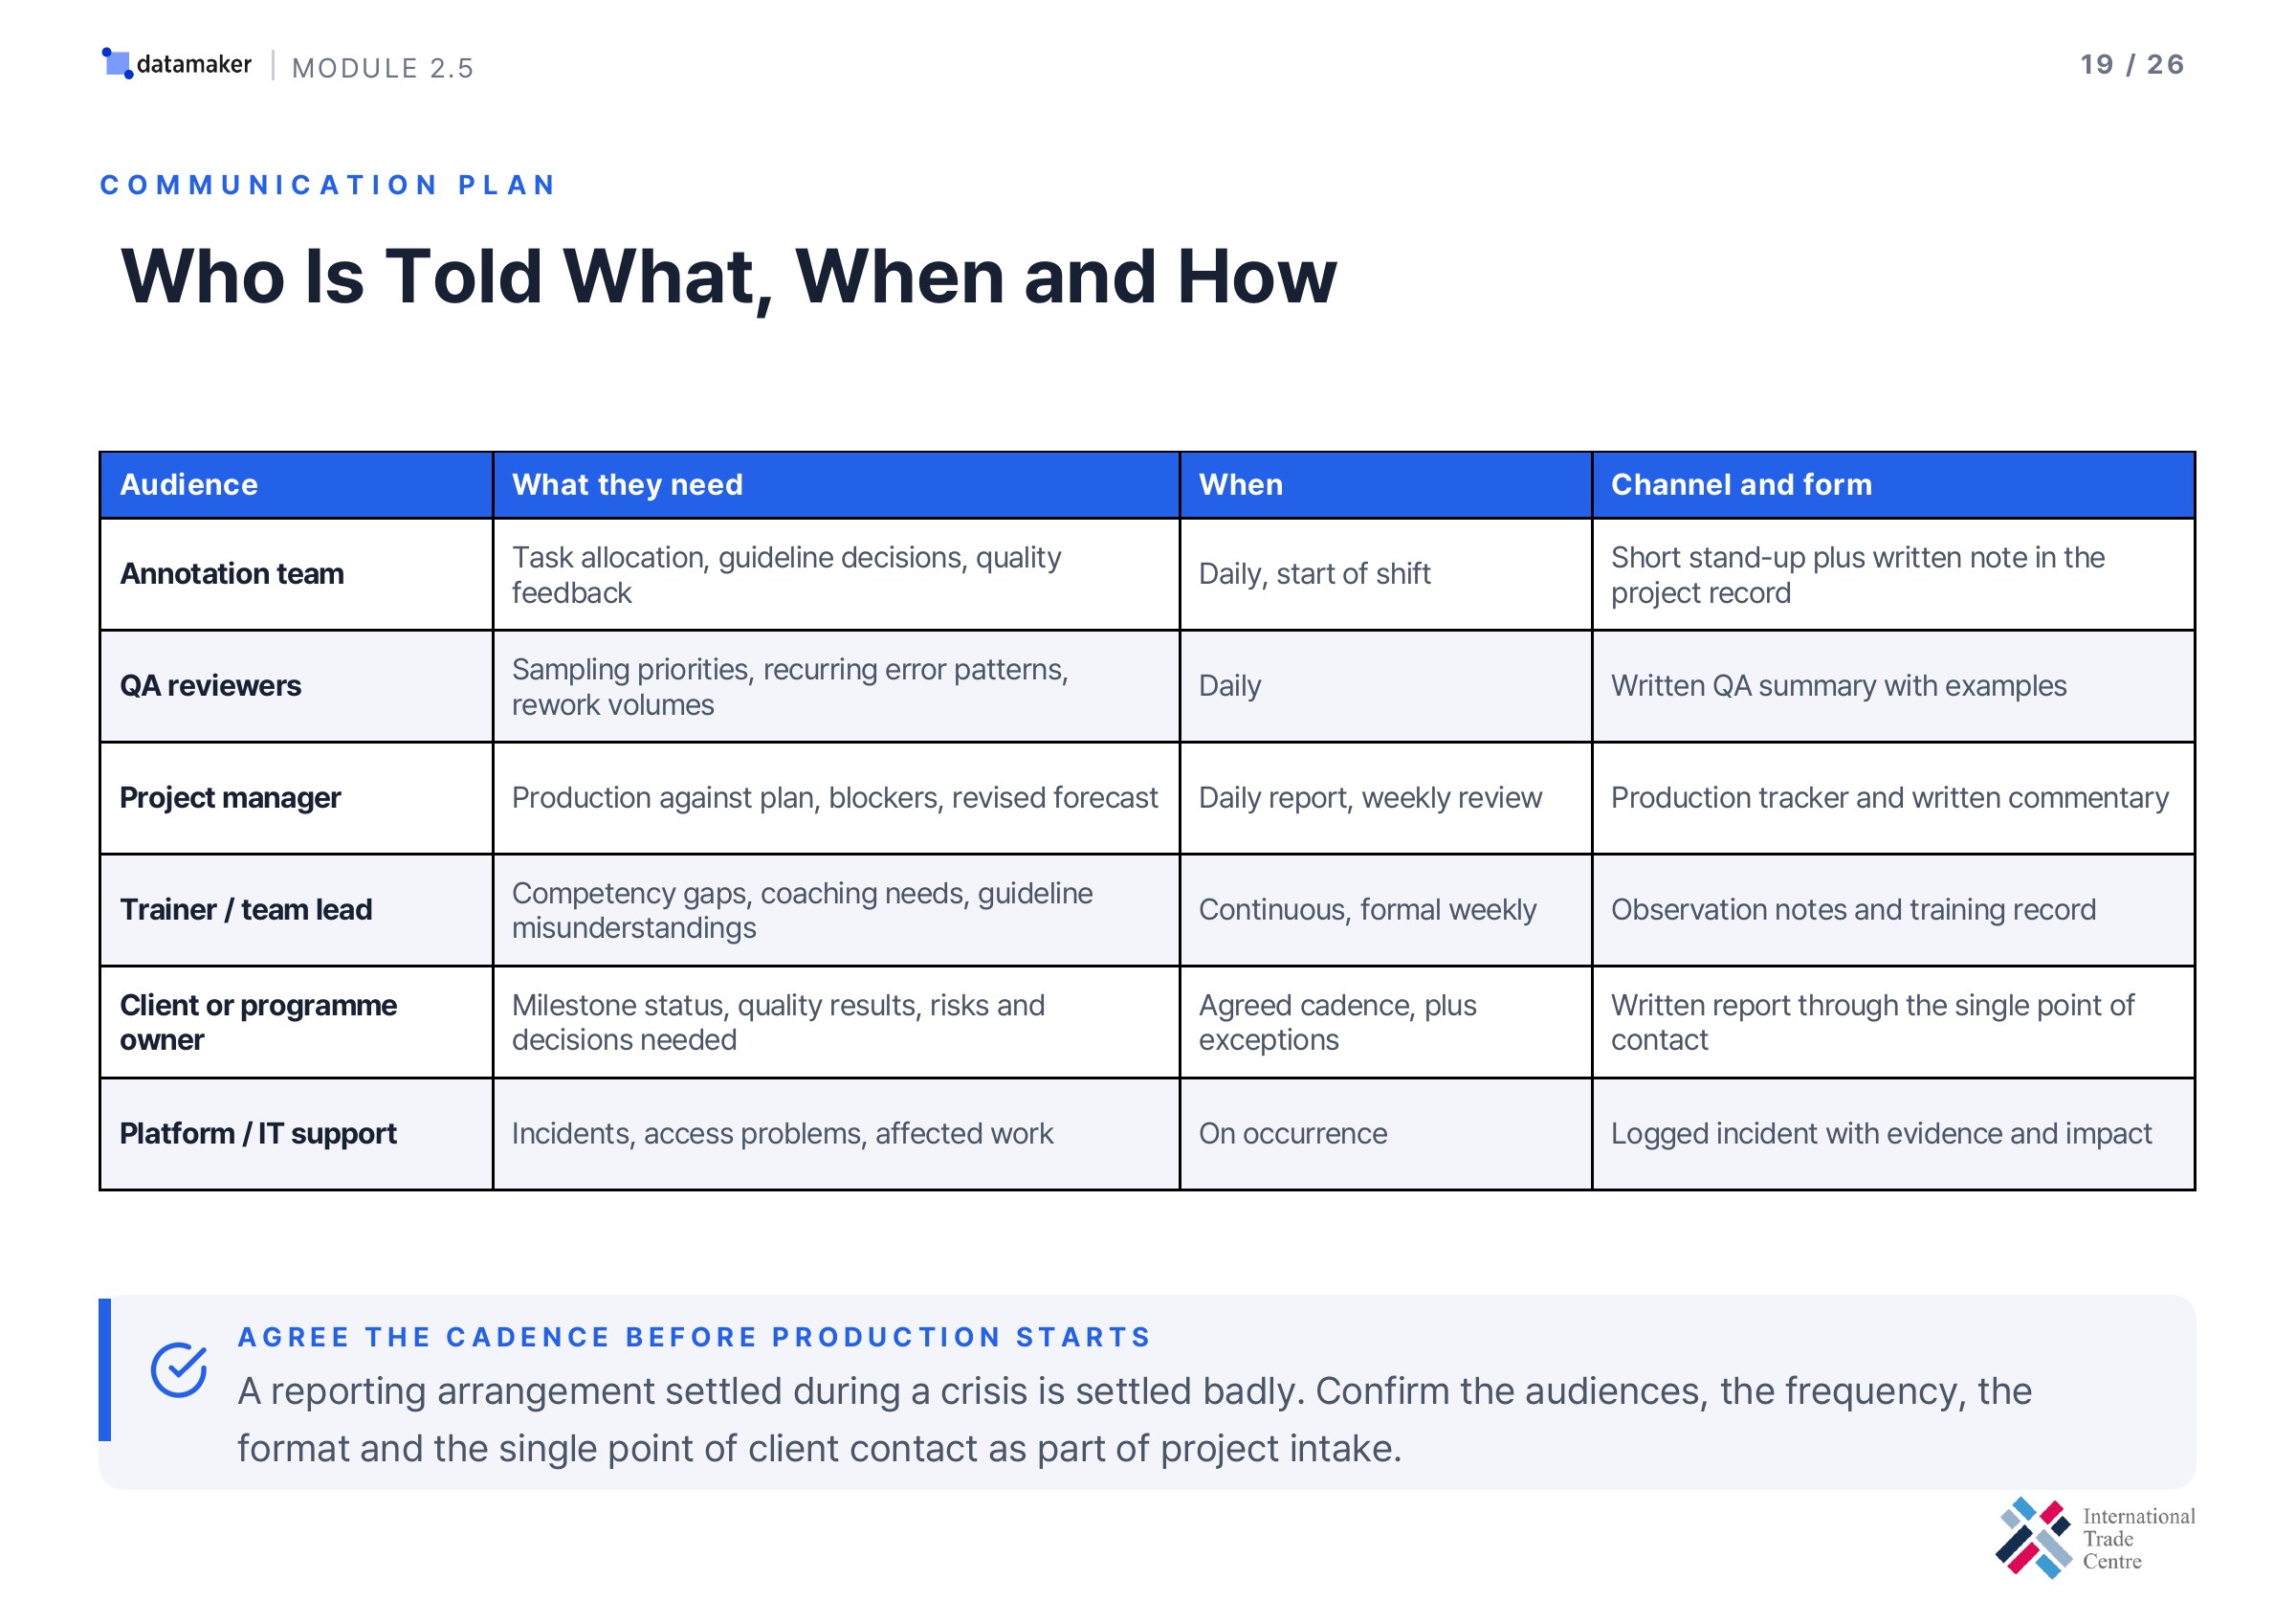 datamaker
MODULE 2.5
19 / 26
COMMUNICATION PLAN
Who Is Told What, When and How
Audience
What they need
When
Channel and form
Annotation team
Task allocation, guideline decisions, quality
feedback
Daily, start of shift
Short stand-up plus written note in the
project record
QA reviewers
Sampling priorities, recurring error patterns,
rework volumes
Daily
Written QA summary with examples
Project manager
Production against plan, blockers, revised forecast
Daily report, weekly review
Production tracker and written commentary
Trainer / team lead
Competency gaps, coaching needs, guideline
misunderstandings
Continuous, formal weekly
Observation notes and training record
Client or programme
owner
Milestone status, quality results, risks and
decisions needed
Agreed cadence, plus
exceptions
Written report through the single point of
contact
Platform / IT support
Incidents, access problems, affected work
On occurrence
Logged incident with evidence and impact
AGREE THE CADENCE BEFORE PRODUCTION STARTS
A reporting arrangement settled during a crisis is settled badly. Confirm the audiences, the frequency, the
format and the single point of client contact as part of project intake.
International
Trade
Centre